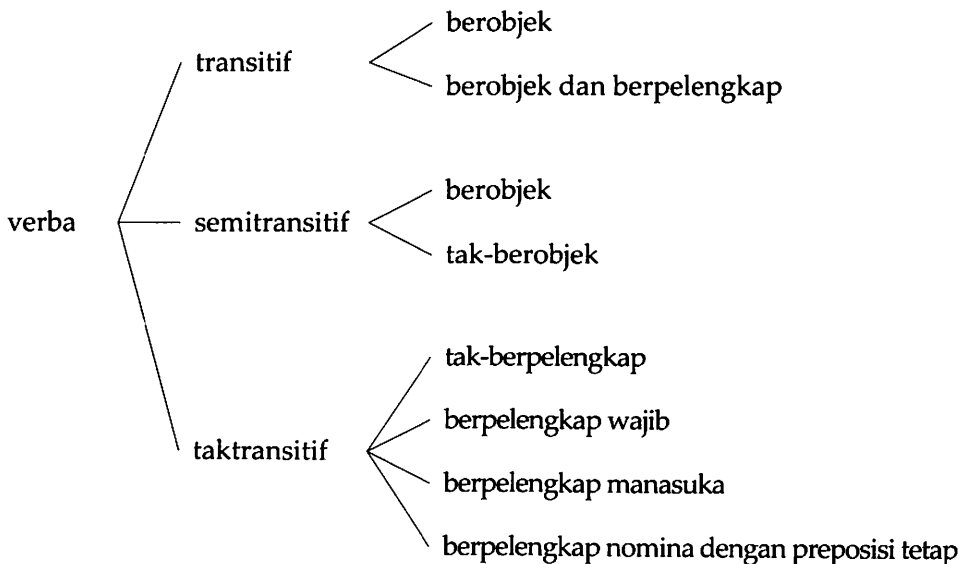 berobjek
transitif
berobjek dan berpelengkap
berobjek
verba semitransitif
tak-berobjek
tak-berpelengkap
berpelengkap wajib
taktransitif
berpelengkap manasuka
berpelengkap nomina dengan preposisi tetap